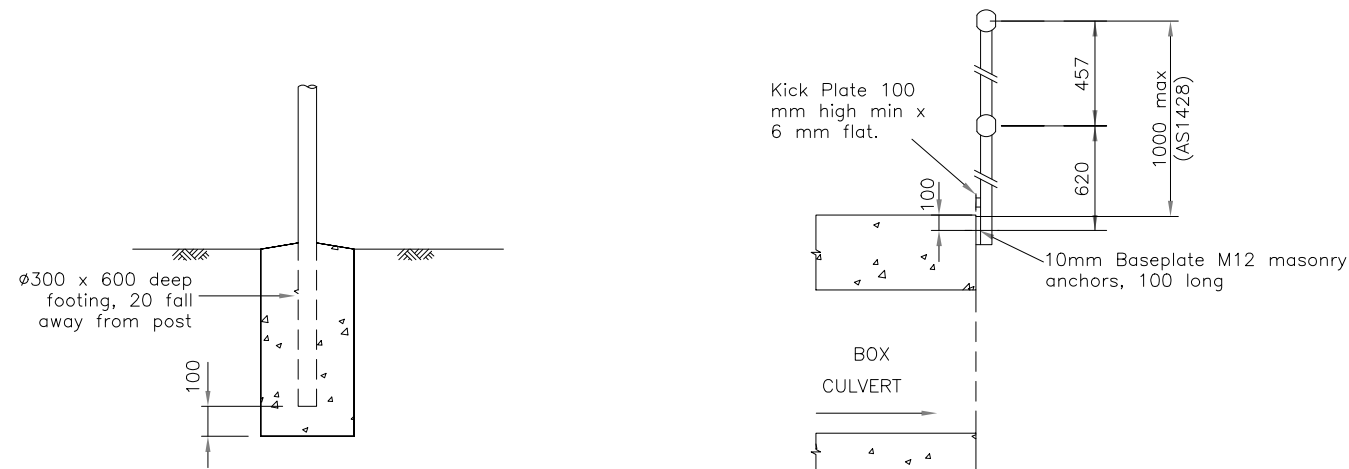 Ø300 x 600 deep
footing, 20 fall
away from post
100
Kick Plate 100
mm high min x
6 mm flat.
100
457
620
1000 max
(AS1428)
10mm Baseplate M12 masonry
anchors, 100 long
BOX
CULVERT